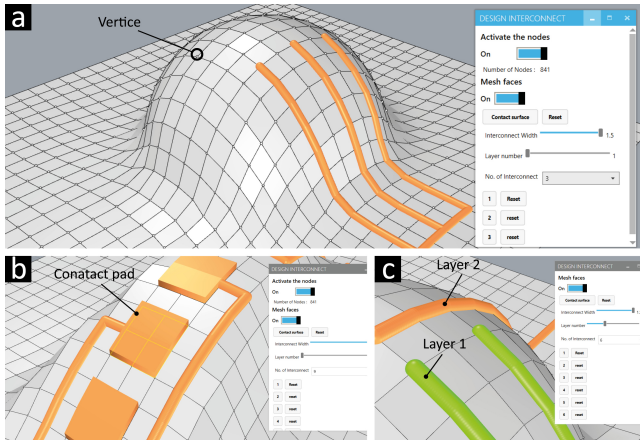 a
Vertice
DESIGN INTERCONNECT
Activate the nodes
On
Number of Nodes : 841
Mesh faces
On
Contact surface Reset
Interconnect Width 1.5
Layer number 1
No. of Interconnect 3
1 Reset
2 reset
3 reset
b
Conatact pad
DESIGN INTERCONNECT
Activate the nodes
On
Number of Nodes : 841
Mesh faces
On
Contact surface Reset
Interconnect Width
Layer number
No. of Interconnect
1 Reset
2 reset
3 reset
4 reset
c
Layer 2
Layer 1
DESIGN INTERCONNECT
Mesh faces
On
Contact surface Reset
Interconnect Width
Layer number
No. of Interconnect
1 Reset
2 reset
3 reset
4 reset
5 reset
6 reset